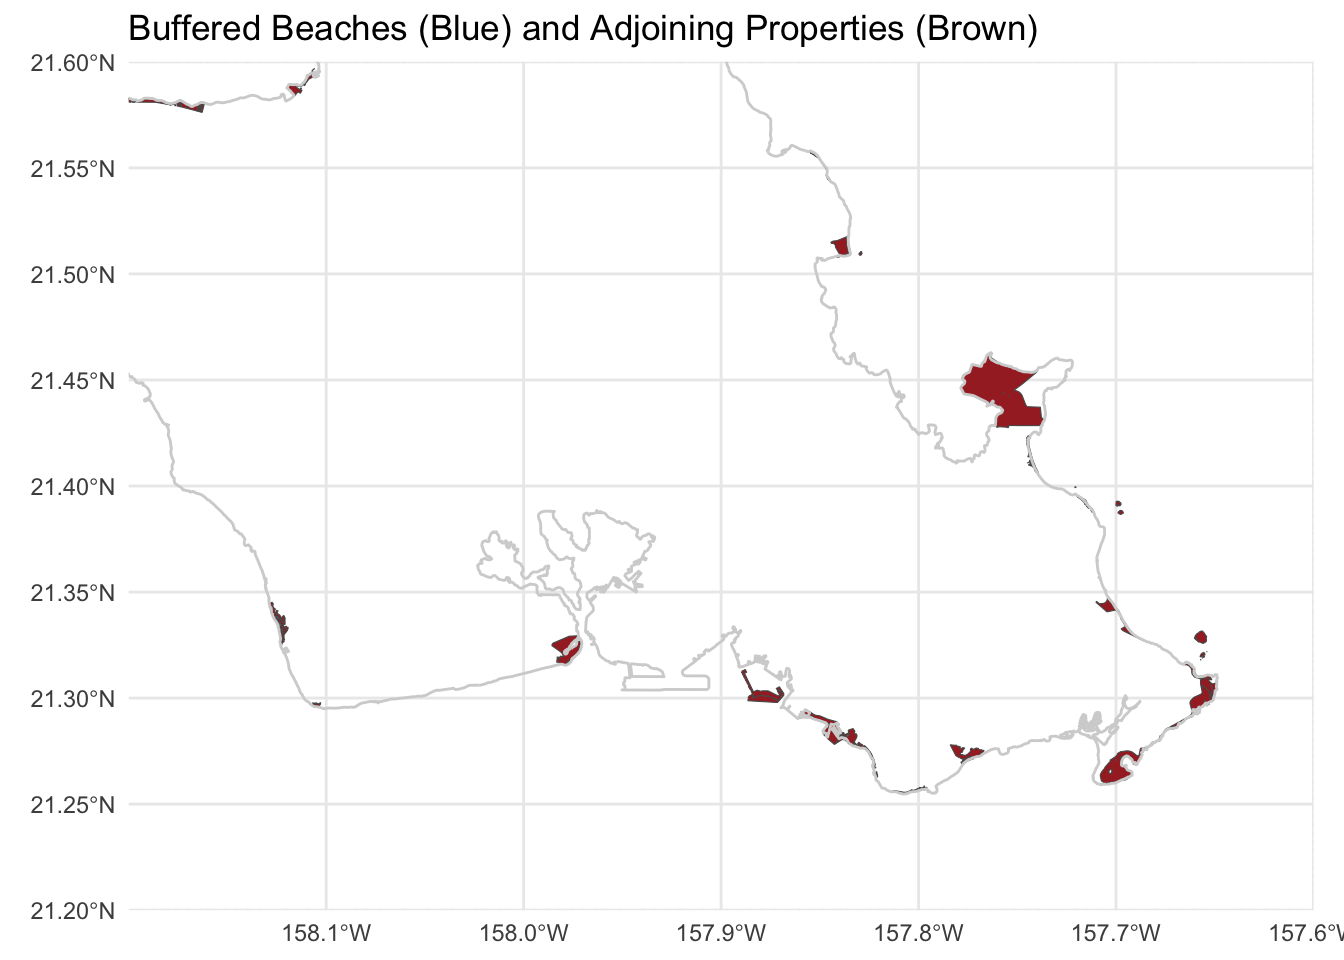 Buffered Beaches (Blue) and Adjoining Properties (Brown)
21.60°N
21.55°N
21.50°N
21.45°N
21.40°N
21.35°N
21.30°N
21.25°N
21.20°N
158.1°W 158.0°W 157.9°W 157.8°W 157.7°W 157.6°W